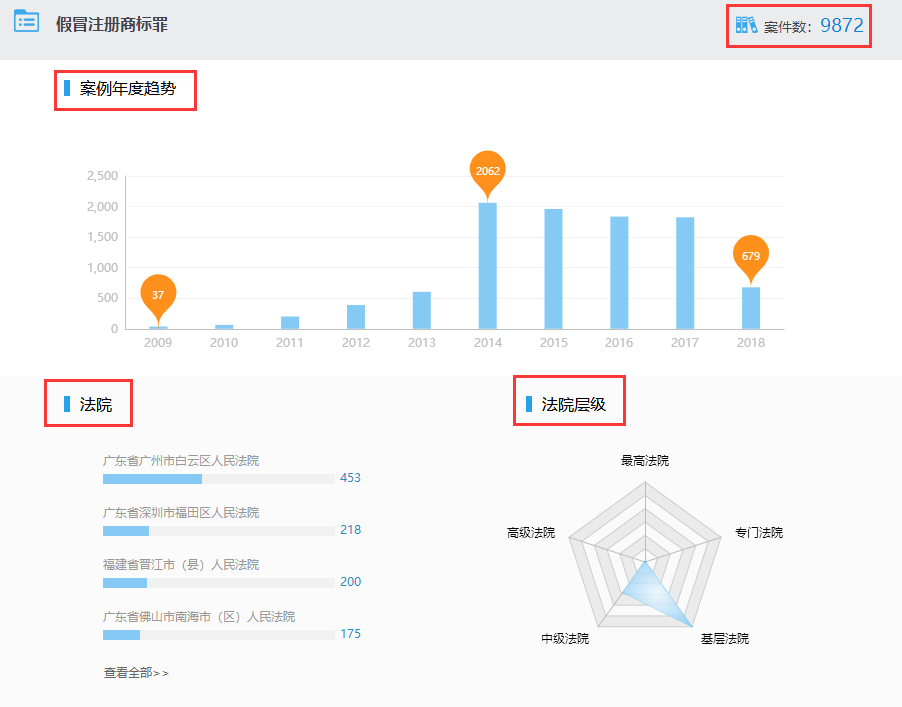 假冒注册商标罪
案件数: 9872
案例年度趋势
2,500
2,000
1,500
1,000
500
0
37
2062
679
2009 2010 2011 2012 2013 2014 2015 2016 2017 2018
法院
广东省广州市白云区人民法院
453
广东省深圳市福田区人民法院
218
福建省晋江市（县）人民法院
200
广东省佛山市南海市（区）人民法院
175
查看全部>>
法院层级
最高法院
高级法院
专门法院
中级法院
基层法院